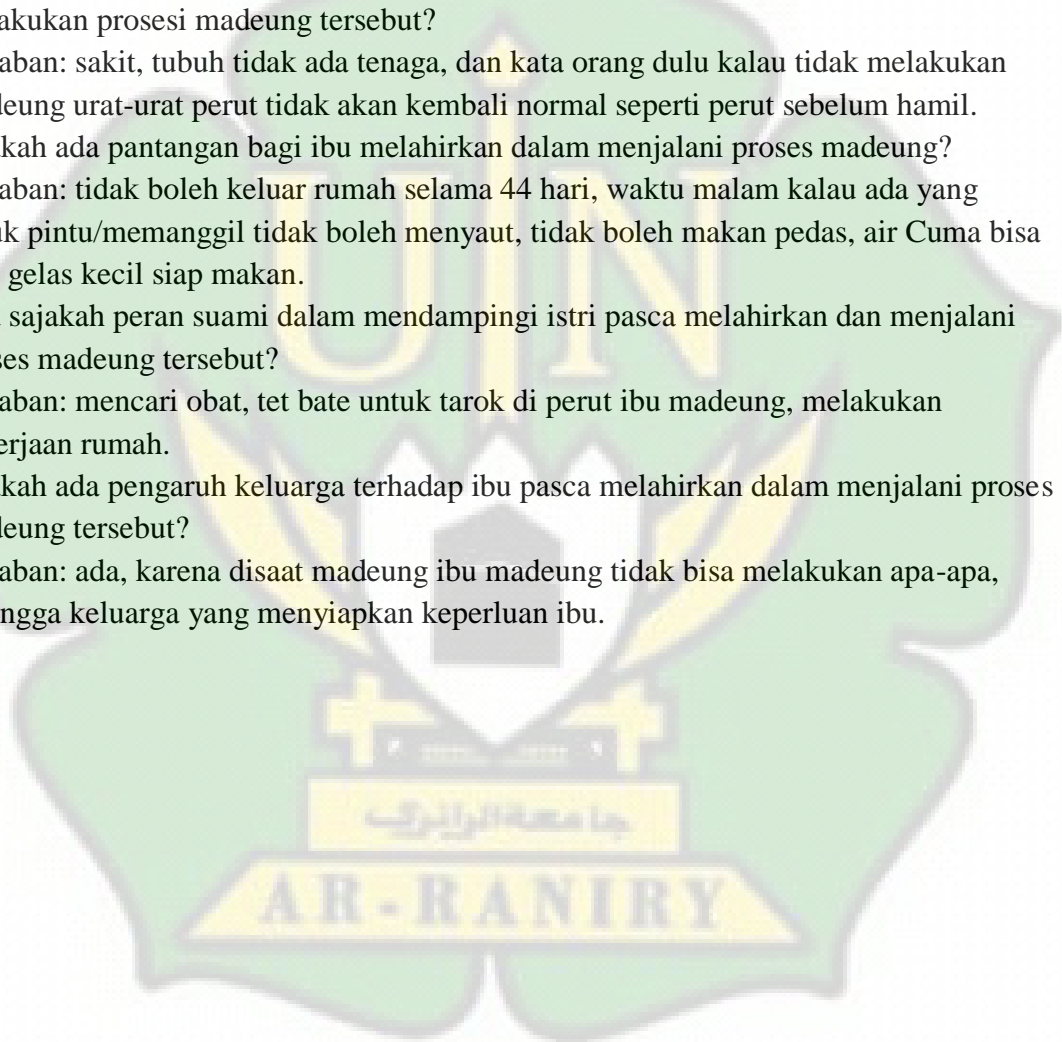 akukan prosesi madeung tersebut?
aban: sakit, tubuh tidak ada tenaga, dan kata orang dulu kalau tidak melakukan
deung urat-urat perut tidak akan kembali normal seperti perut sebelum hamil.
kah ada pantangan bagi ibu melahirkan dalam menjalani proses madeung?
aban: tidak boleh keluar rumah selama 44 hari, waktu malam kalau ada yang
uk pintu/memanggil tidak boleh menyaut, tidak boleh makan pedas, air Cuma bisa
gelas kecil siap makan.
sajakah peran suami dalam mendampingi istri pasca melahirkan dan menjalani
ses madeung tersebut?
aban: mencari obat, tet bate untuk tarok di perut ibu madeung, melakukan
erjaan rumah.
kah ada pengaruh keluarga terhadap ibu pasca melahirkan dalam menjalani proses
deung tersebut?
aban: ada, karena disaat madeung ibu madeung tidak bisa melakukan apa-apa,
ngga keluarga yang menyiapkan keperluan ibu.
UIN
جامعة الرانري
AR-RANIRY